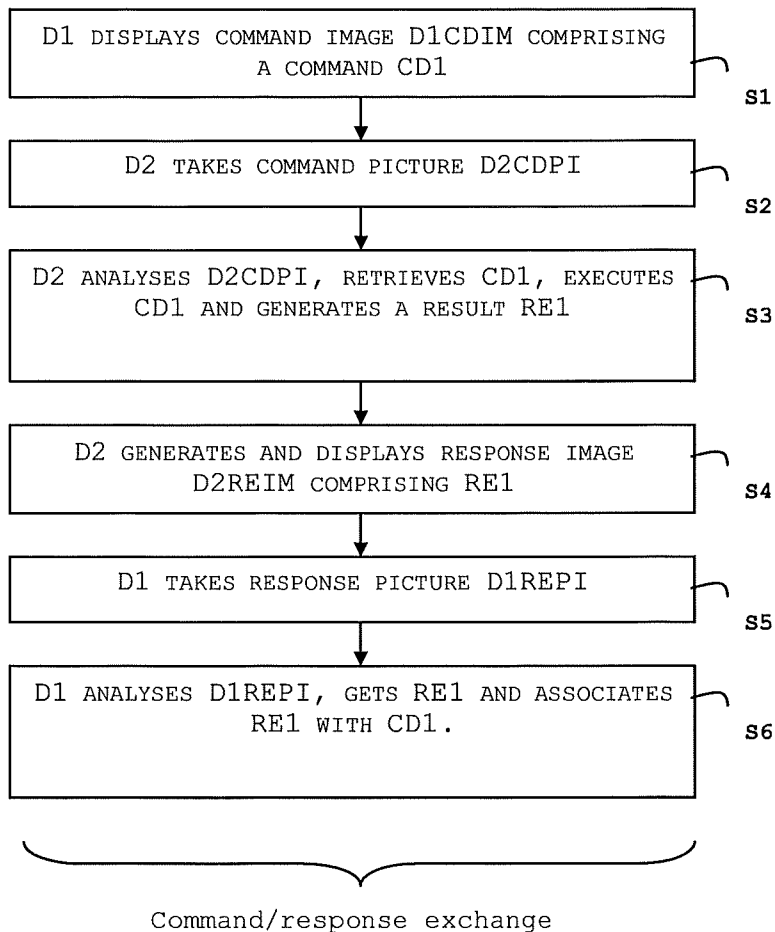 D1 DISPLAYS COMMAND IMAGE D1CDIM COMPRISING
A COMMAND CD1
S1
D2 TAKES COMMAND PICTURE D2CDPI
S2
D2 ANALYSES D2CDPI, RETRIEVES CD1, EXECUTES
CD1 AND GENERATES A RESULT RE1
S3
D2 GENERATES AND DISPLAYS RESPONSE IMAGE
D2REIM COMPRISING RE1
S4
D1 TAKES RESPONSE PICTURE D1REPI
S5
D1 ANALYSES D1REPI, GETS RE1 AND ASSOCIATES
RE1 WITH CD1.
S6
Command/response exchange